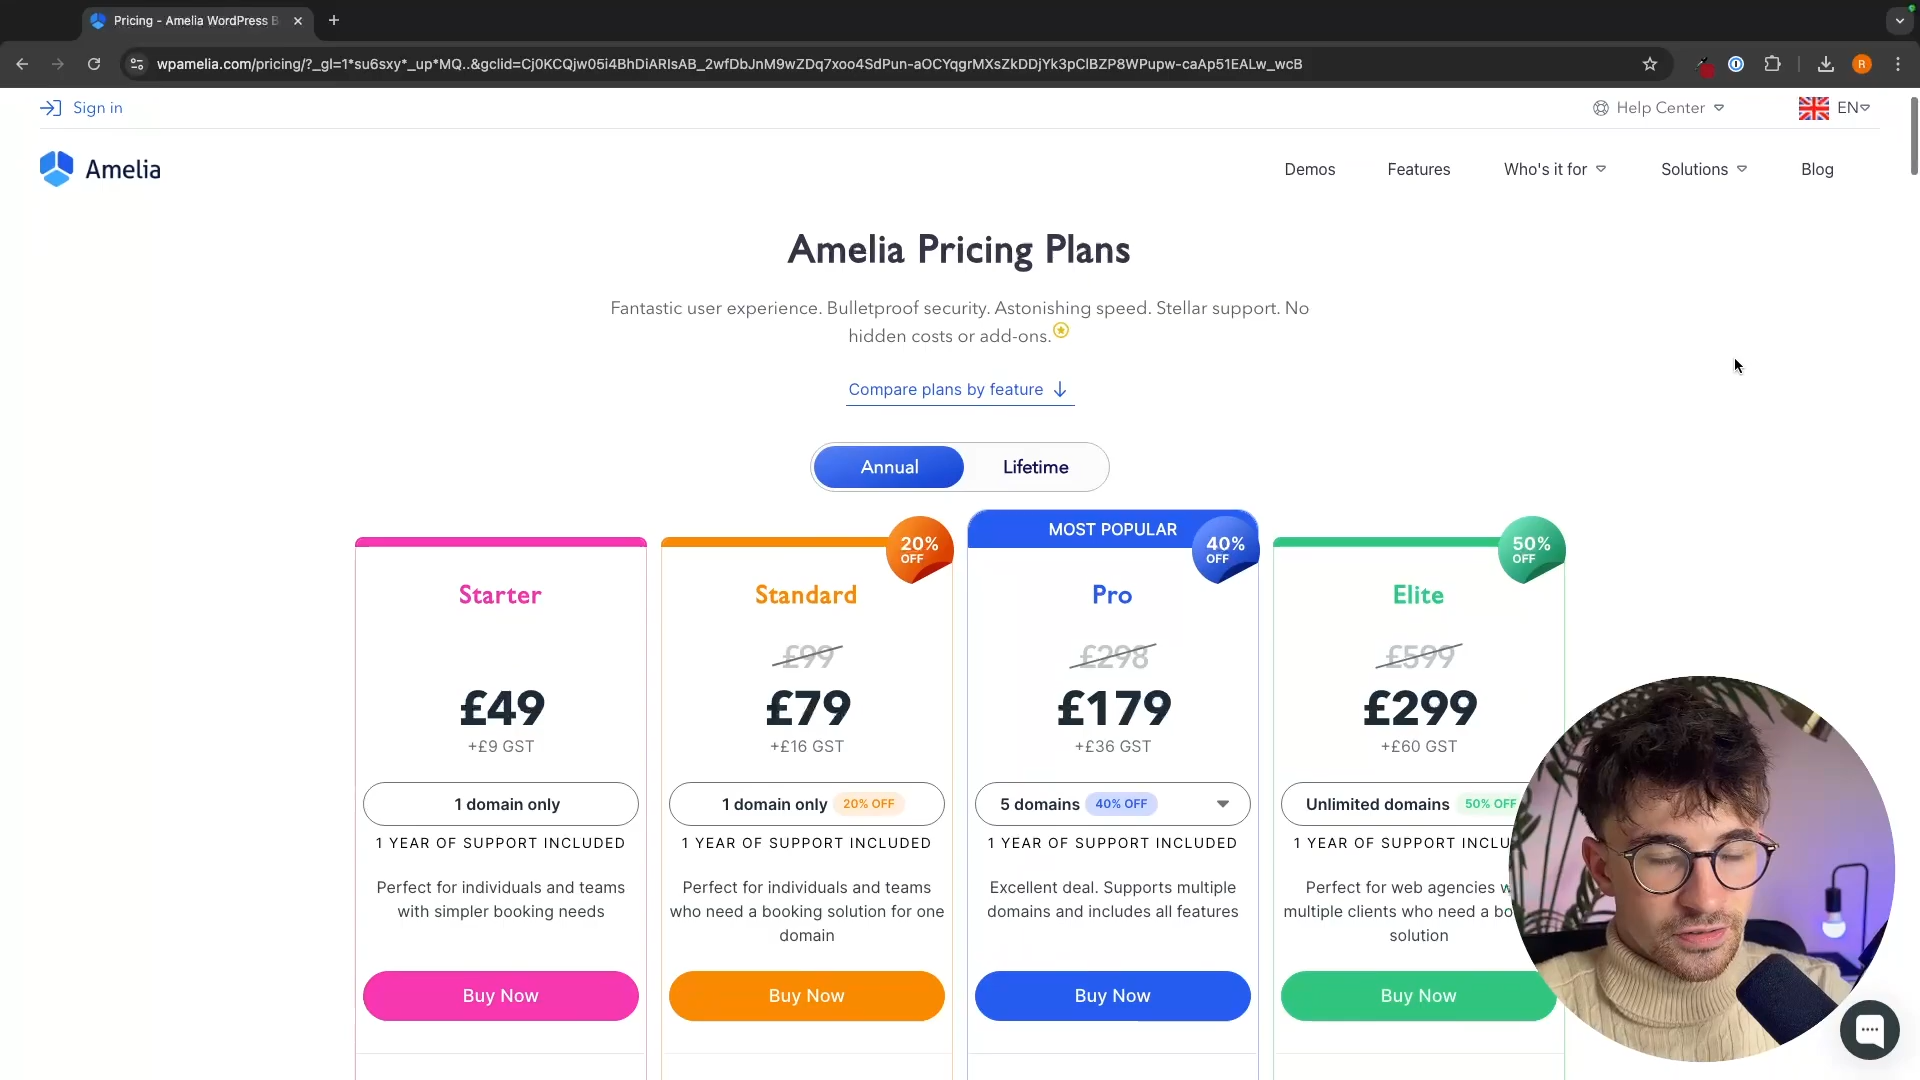 Pricing - Amelia WordPress B
wpamelia.com/pricing/?_gl=1*su6sxy*_up*MQ..&gclid=Cj0KCQjw05i4BhDiARIsAB_2wfDbJnM9wZDq7xoo4SdPun-aOCYqgrMXsZkDDjYk3pClBZP8WPupw-caAp51EALw_wcB
R
Sign in
Help Center
EN
Amelia
Demos
Features
Who's it for
Solutions
Blog
Amelia Pricing Plans
Fantastic user experience. Bulletproof security. Astonishing speed. Stellar support. No
hidden costs or add-ons.
Compare plans by feature
Annual
Lifetime
Starter
£49
+£9 GST
1 domain only
1 YEAR OF SUPPORT INCLUDED
Perfect for individuals and teams
with simpler booking needs
Buy Now
20%
OFF
Standard
£99
£79
+£16 GST
1 domain only 20% OFF
1 YEAR OF SUPPORT INCLUDED
Perfect for individuals and teams
who need a booking solution for one
domain
Buy Now
MOST POPULAR
40%
OFF
Pro
£298
£179
+£36 GST
5 domains 40% OFF
1 YEAR OF SUPPORT INCLUDED
Excellent deal. Supports multiple
domains and includes all features
Buy Now
50%
OFF
Elite
£599
£299
+£60 GST
Unlimited domains 50% OFF
1 YEAR OF SUPPORT INCLU
Perfect for web agencies w
multiple clients who need a bo
solution
Buy Now